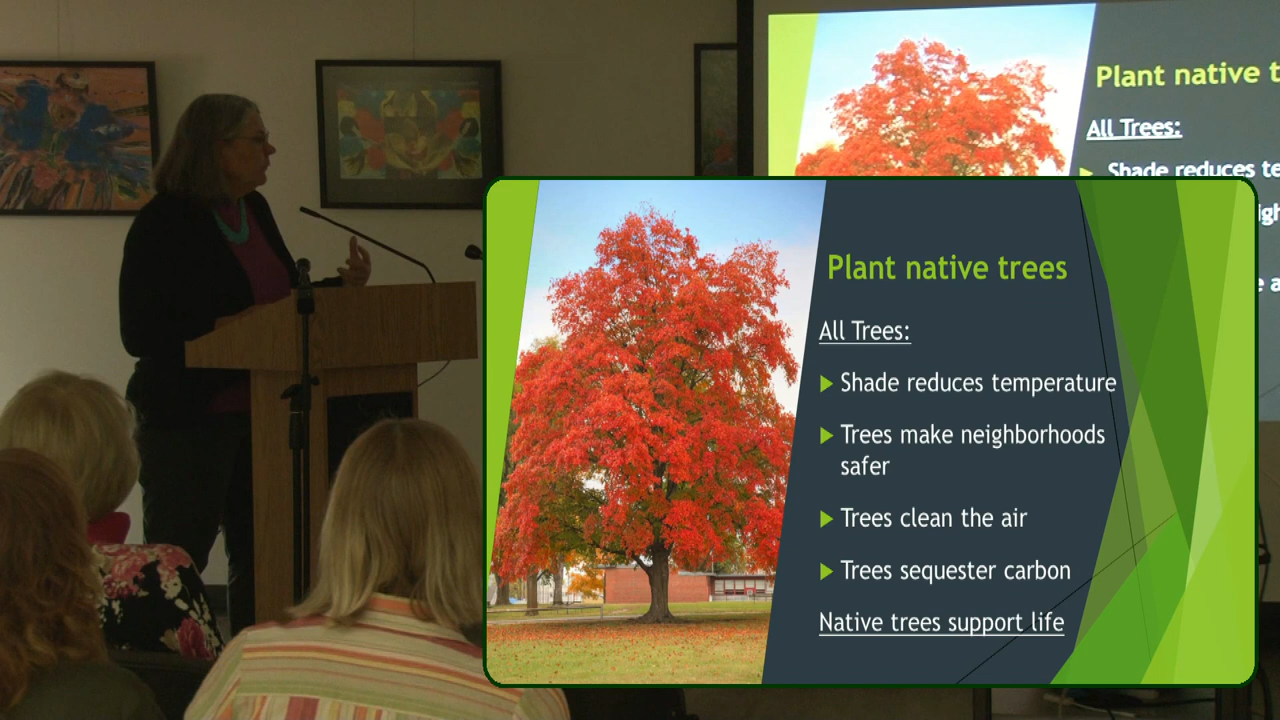 Plant native t
All Trees:
Shade reduces te
Plant native trees
All Trees:
Shade reduces temperature
Trees make neighborhoods
safer
Trees clean the air
Trees sequester carbon
Native trees support life